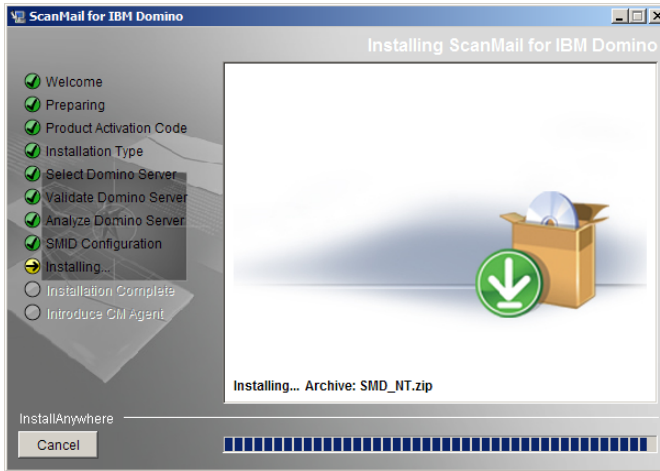 ScanMail for IBM Domino
Installing ScanMail for IBM Domino
Welcome
Preparing
Product Activation Code
Installation Type
Select Domino Server
Validate Domino Server
Analyze Domino Server
SMID Configuration
Installing...
Installation Complete
Introduce CM Agent
Installing... Archive: SMD_NT.zip
InstallAnywhere
Cancel